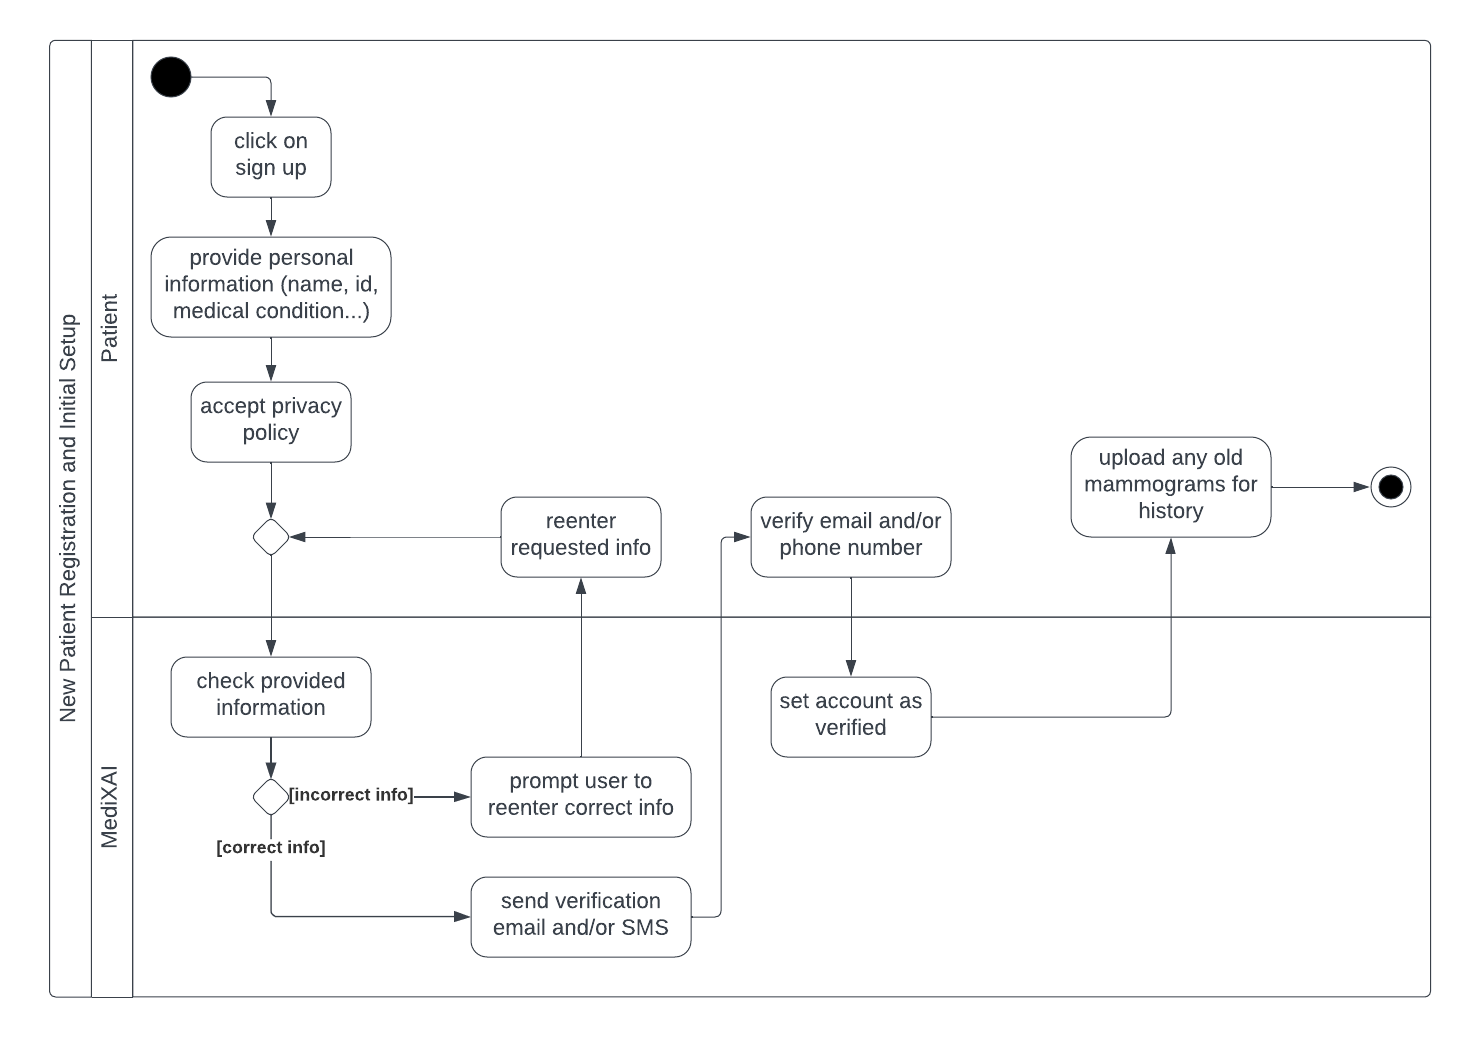 New Patient Registration and Initial Setup
Patient
click on
sign up
provide personal
information (name, id,
medical condition...)
accept privacy
policy
reenter
requested info
verify email and/or
phone number
upload any old
mammograms for
history
MediXAI
check provided
information
[incorrect info]
prompt user to
reenter correct info
set account as
verified
[correct info]
send verification
email and/or SMS